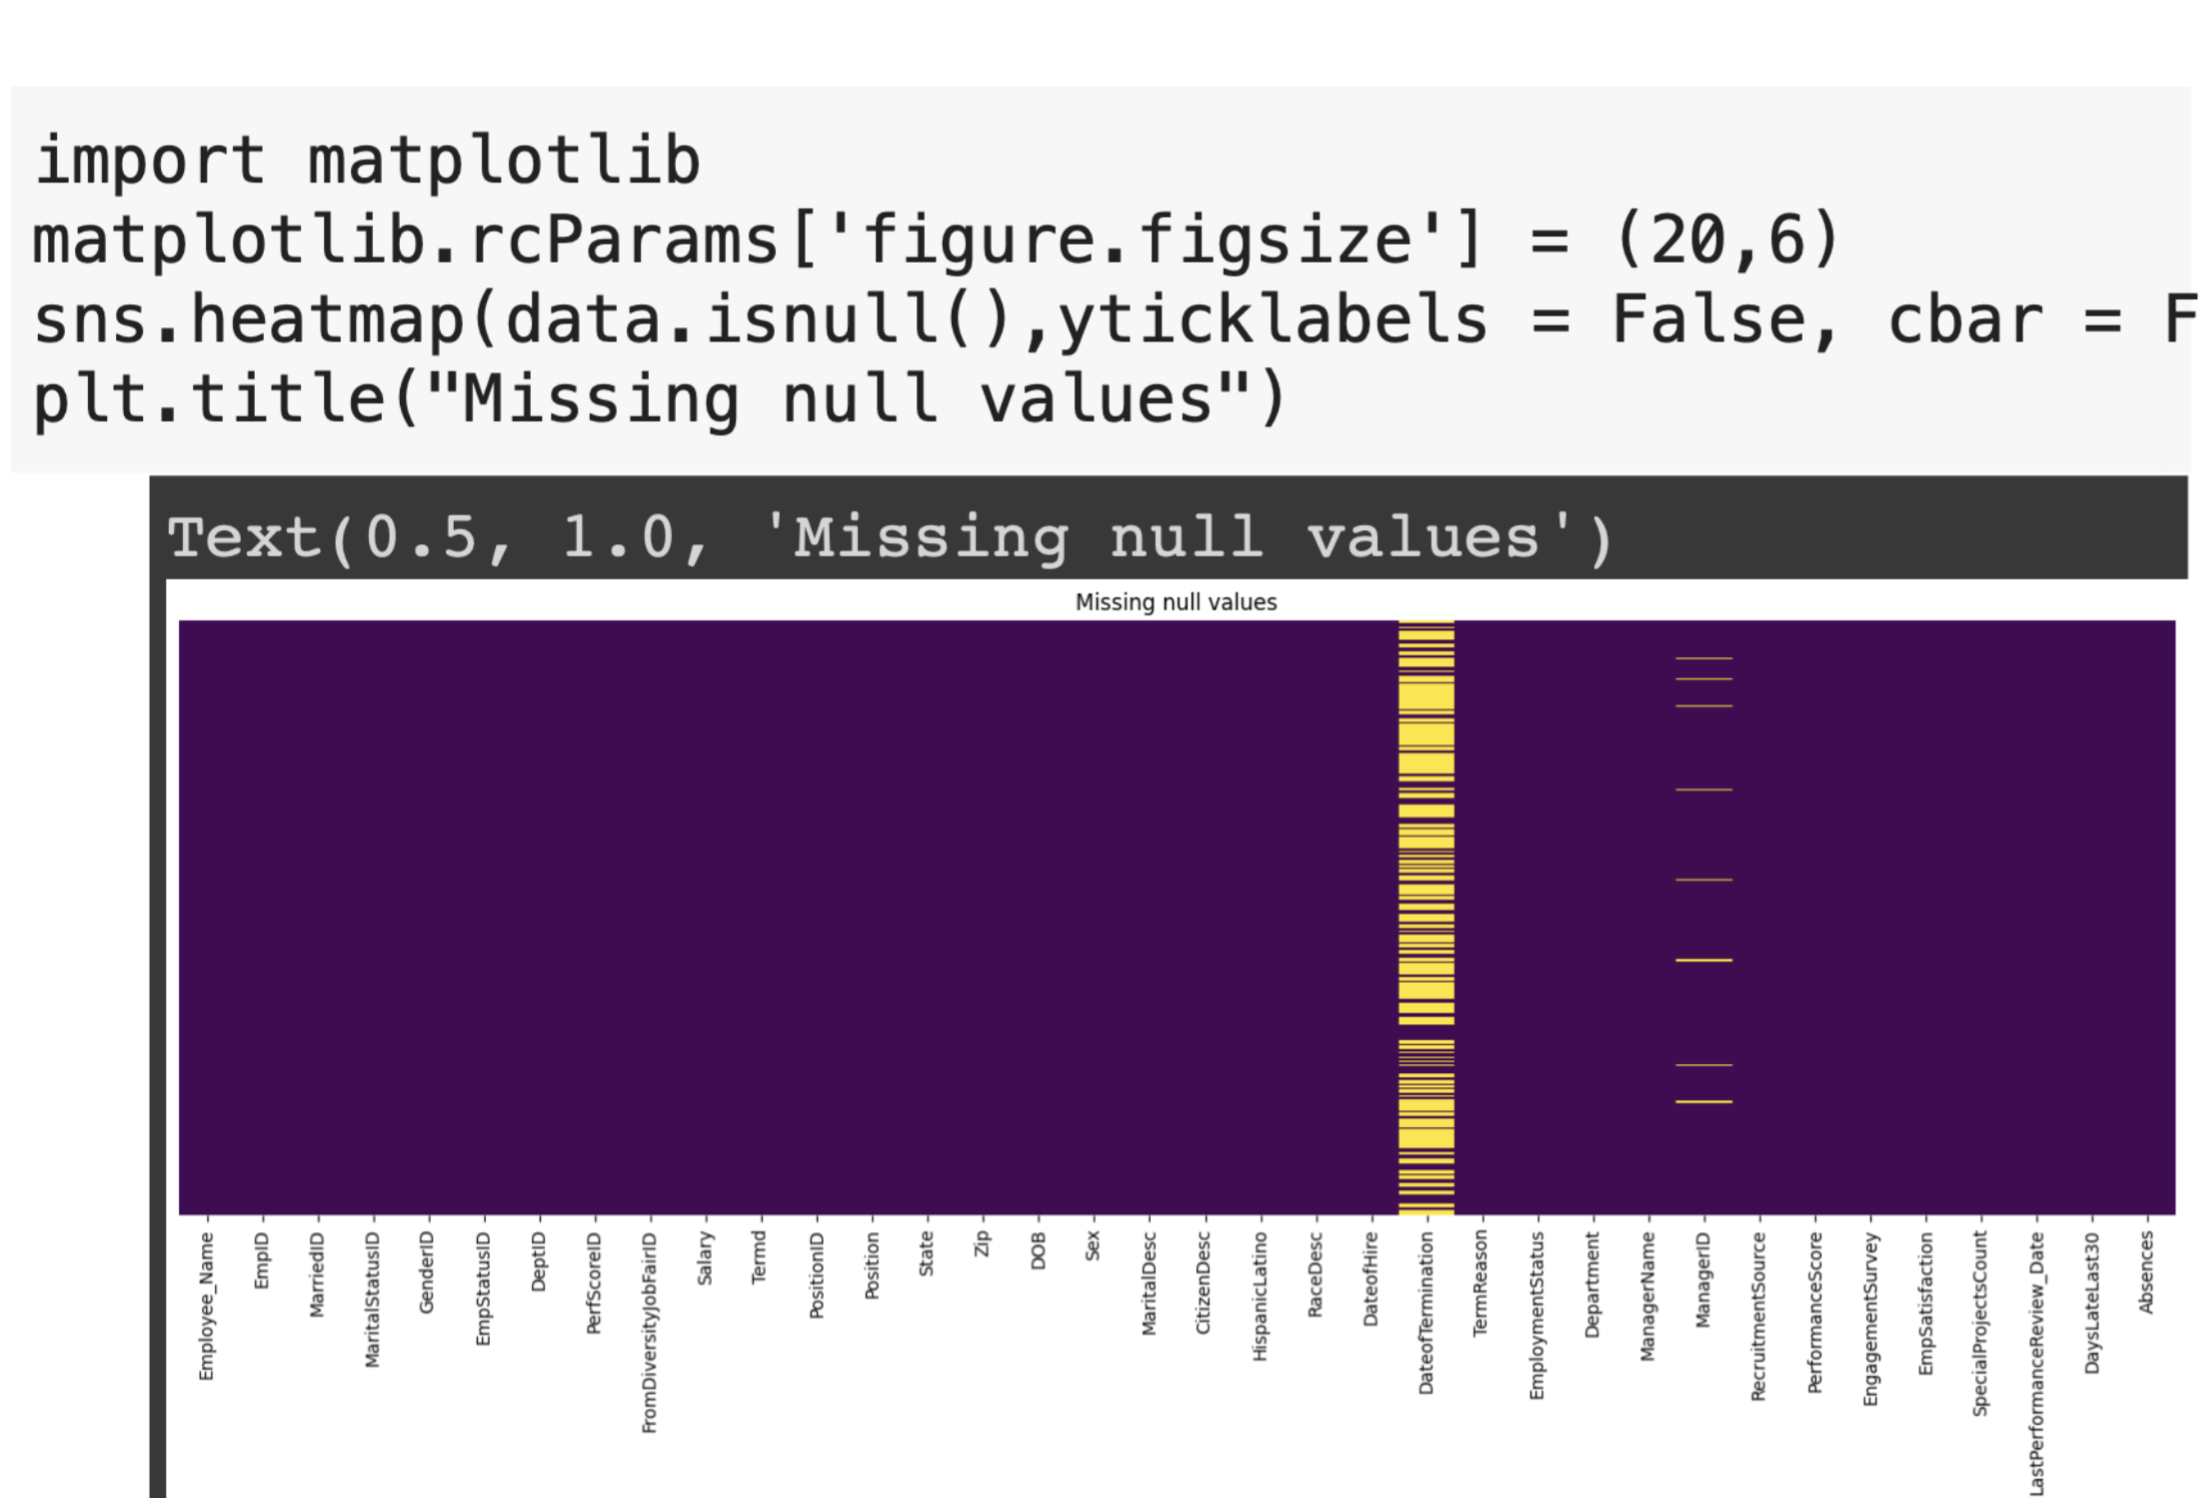 import matplotlib
matplotlib.rcParams['figure.figsize'] = (20,6)
sns.heatmap(data.isnull(),yticklabels = False, cbar = F
plt.title("Missing null values")
Text(0.5, 1.0, 'Missing null values')
Missing null values
Employee_Name
EmpID
MarriedID
MaritalStatusID
GenderID
EmpStatusID
DeptID
PerfScoreID
FromDiversityJobFairID
Salary
Termd
PositionID
Position
State
Zip
DOB
Sex
MaritalDesc
CitizenDesc
HispanicLatino
RaceDesc
DateofHire
DateofTermination
TermReason
EmploymentStatus
Department
ManagerName
ManagerID
RecruitmentSource
PerformanceScore
EngagementSurvey
EmpSatisfaction
SpecialProjectsCount
LastPerformanceReview_Date
DaysLateLast30
Absences